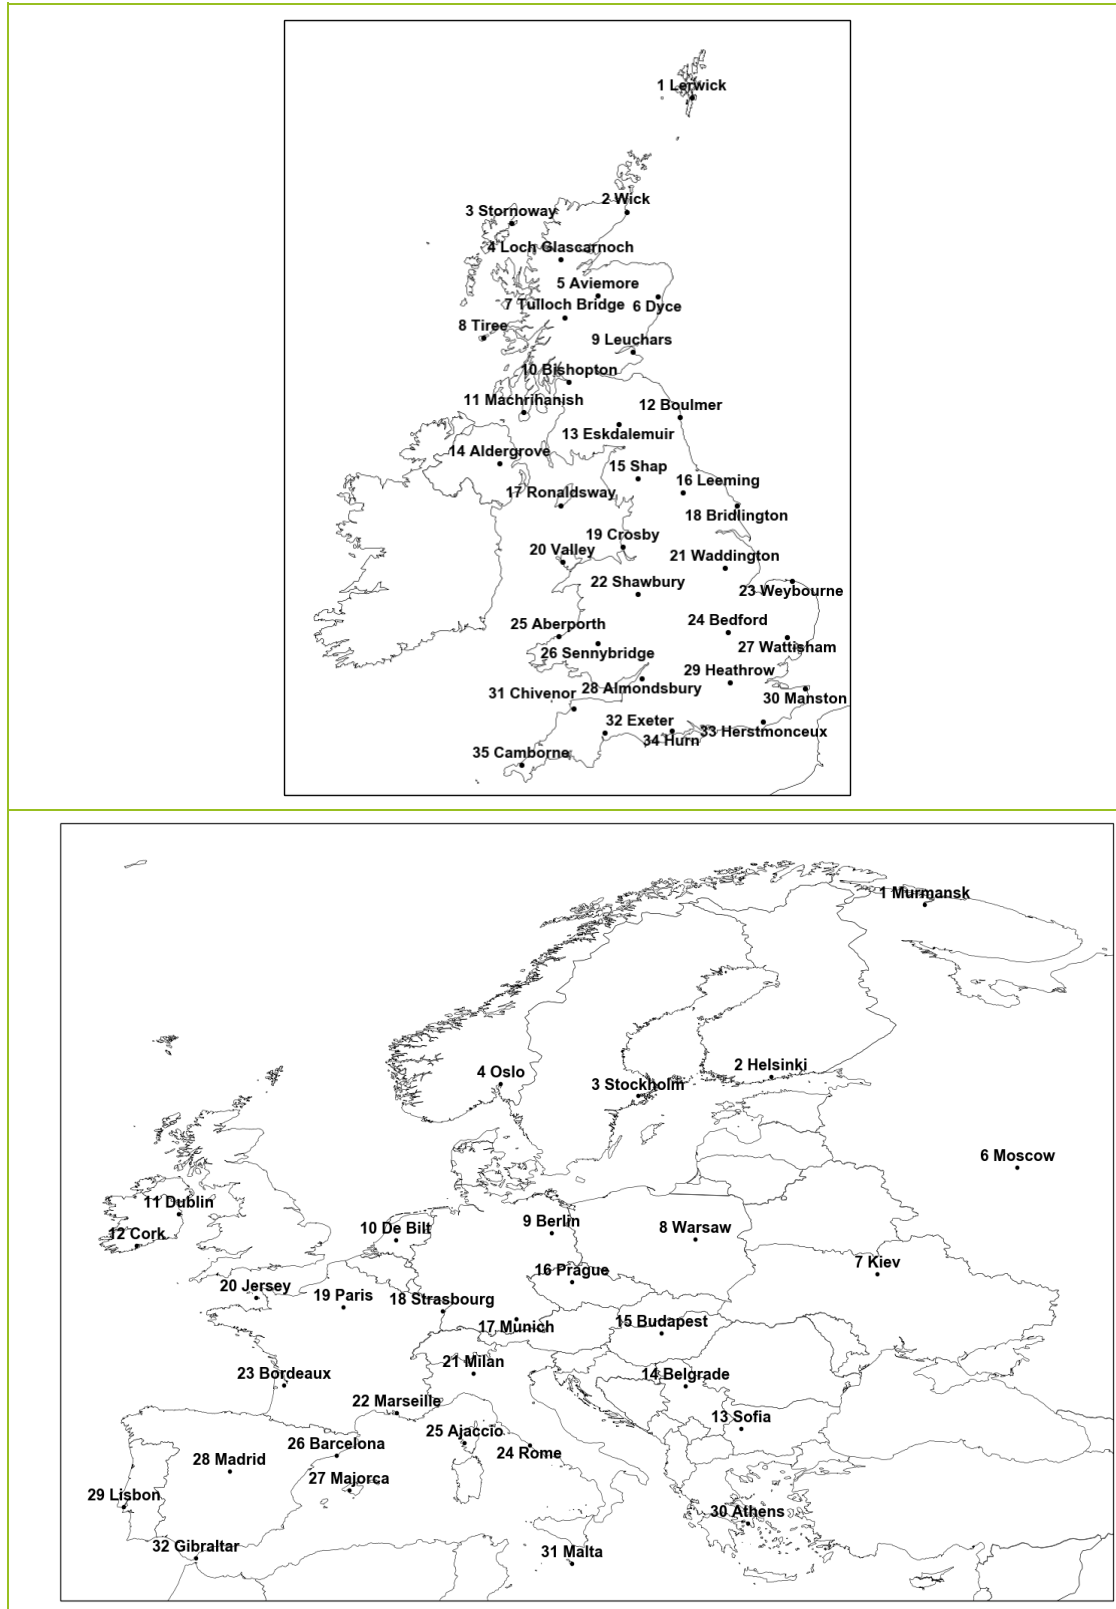 1 Lerwick
2 Wick
3 Stornoway
4 Loch Glascarnoch
5 Aviemore
7 Tulloch Bridge
6 Dyce
8 Tiree
9 Leuchars
10 Bishopton
11 Machrihanish
12 Boulmer
13 Eskdalemuir
14 Aldergrove
15 Shap
16 Leeming
17 Ronaldsway
18 Bridlington
19 Crosby
20 Valley
21 Waddington
22 Shawbury
23 Weybourne
24 Bedford
25 Aberporth
27 Wattisham
26 Sennybridge
29 Heathrow
28 Almondsbury
31 Chivenor
30 Manston
32 Exeter
33 Herstmonceux
34 Hurn
35 Camborne
1 Murmansk
2 Helsinki
4 Oslo
3 Stockholm
6 Moscow
11 Dublin
9 Berlin
10 De Bilt
8 Warsaw
12 Cork
7 Kiev
16 Prague
20 Jersey
19 Paris
18 Strasbourg
15 Budapest
17 Munich
21 Milan
23 Bordeaux
14 Belgrade
22 Marseille
13 Sofia
25 Ajaccio
26 Barcelona
24 Rome
28 Madrid
27 Majorca
29 Lisbon
30 Athens
32 Gibraltar
31 Malta